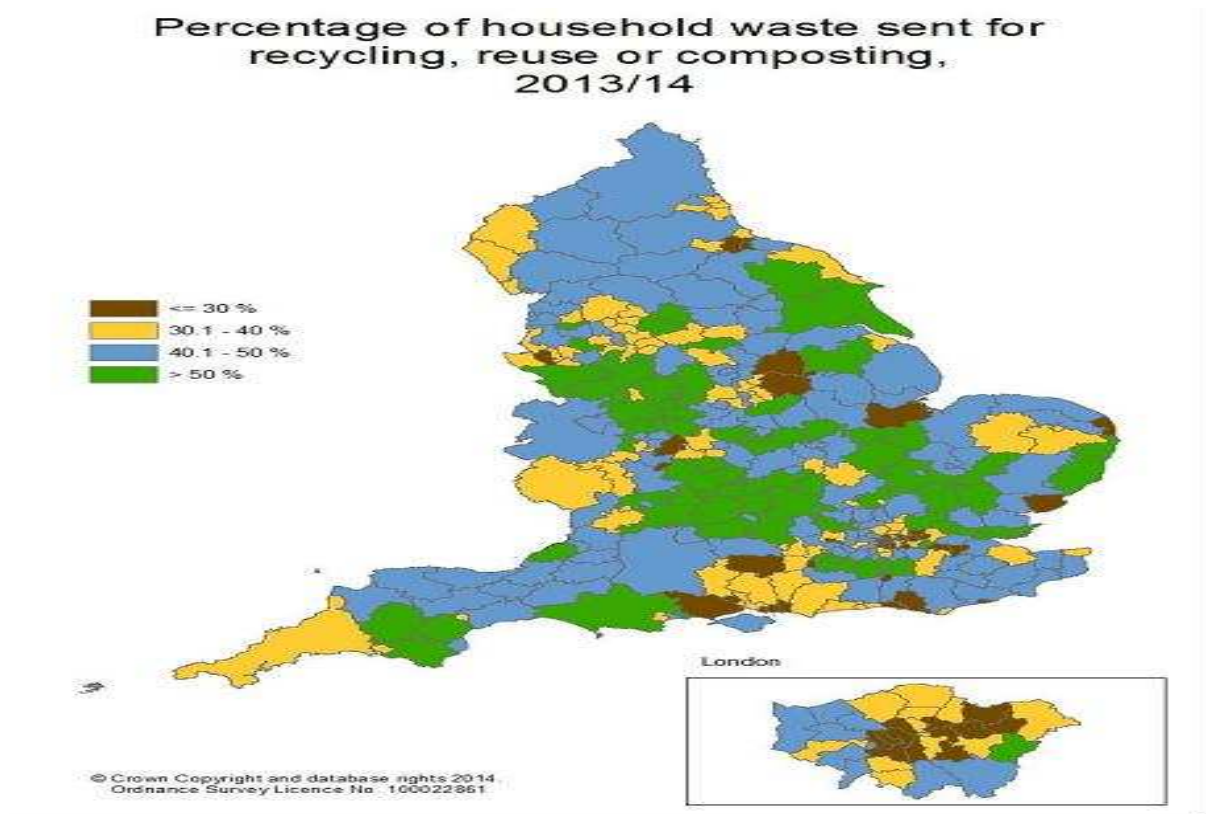 Percentage of household waste sent for
recycling, reuse or composting,
2013/14
<= 30 %
30.1 - 40 %
40.1 - 50 %
> 50 %
London
© Crown Copyright and database rights 2014.
Ordnance Survey Licence No. 100022861